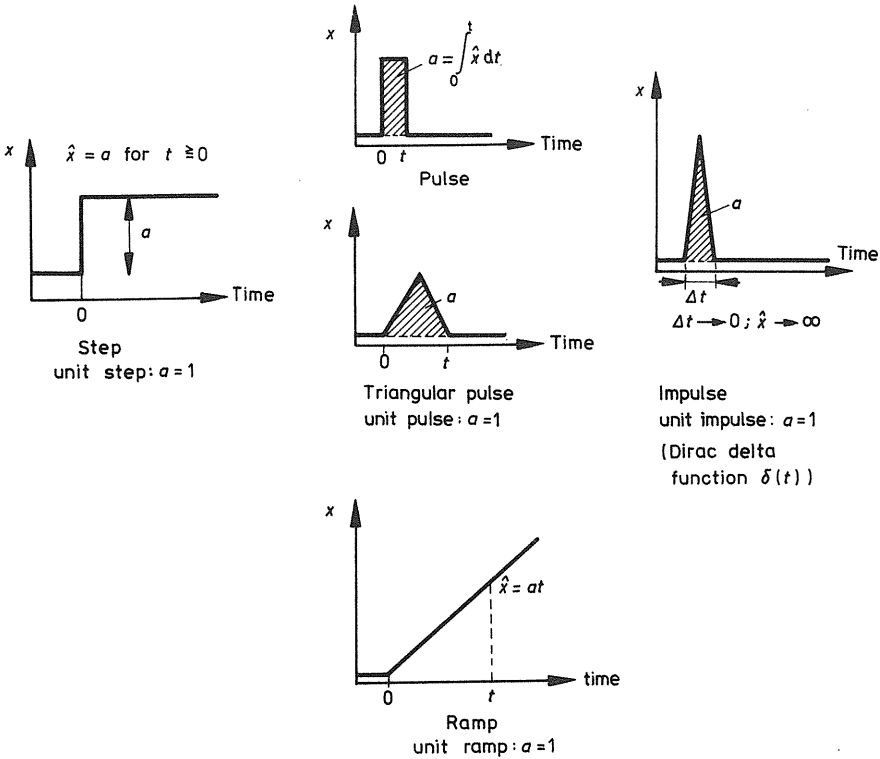 x
x̂ = a for t ≧ 0
a
Time
0
Step
unit step: a = 1
x
a = ∫₀ᵗ x̂ dt
Time
0 t
Pulse
x
a
Time
0 t
Triangular pulse
unit pulse: a = 1
x
a
Time
Δt
Δt → 0 ; x̂ → ∞
Impulse
unit impulse: a = 1
(Dirac delta
function δ(t))
x
x̂ = at
time
0 t
Ramp
unit ramp: a = 1